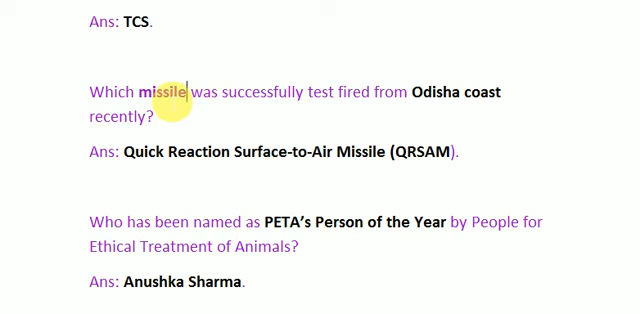 Ans: TCS.
Which missile was successfully test fired from Odisha coast
recently?
Ans: Quick Reaction Surface-to-Air Missile (QRSAM).
Who has been named as PETA’s Person of the Year by People for
Ethical Treatment of Animals?
Ans: Anushka Sharma.